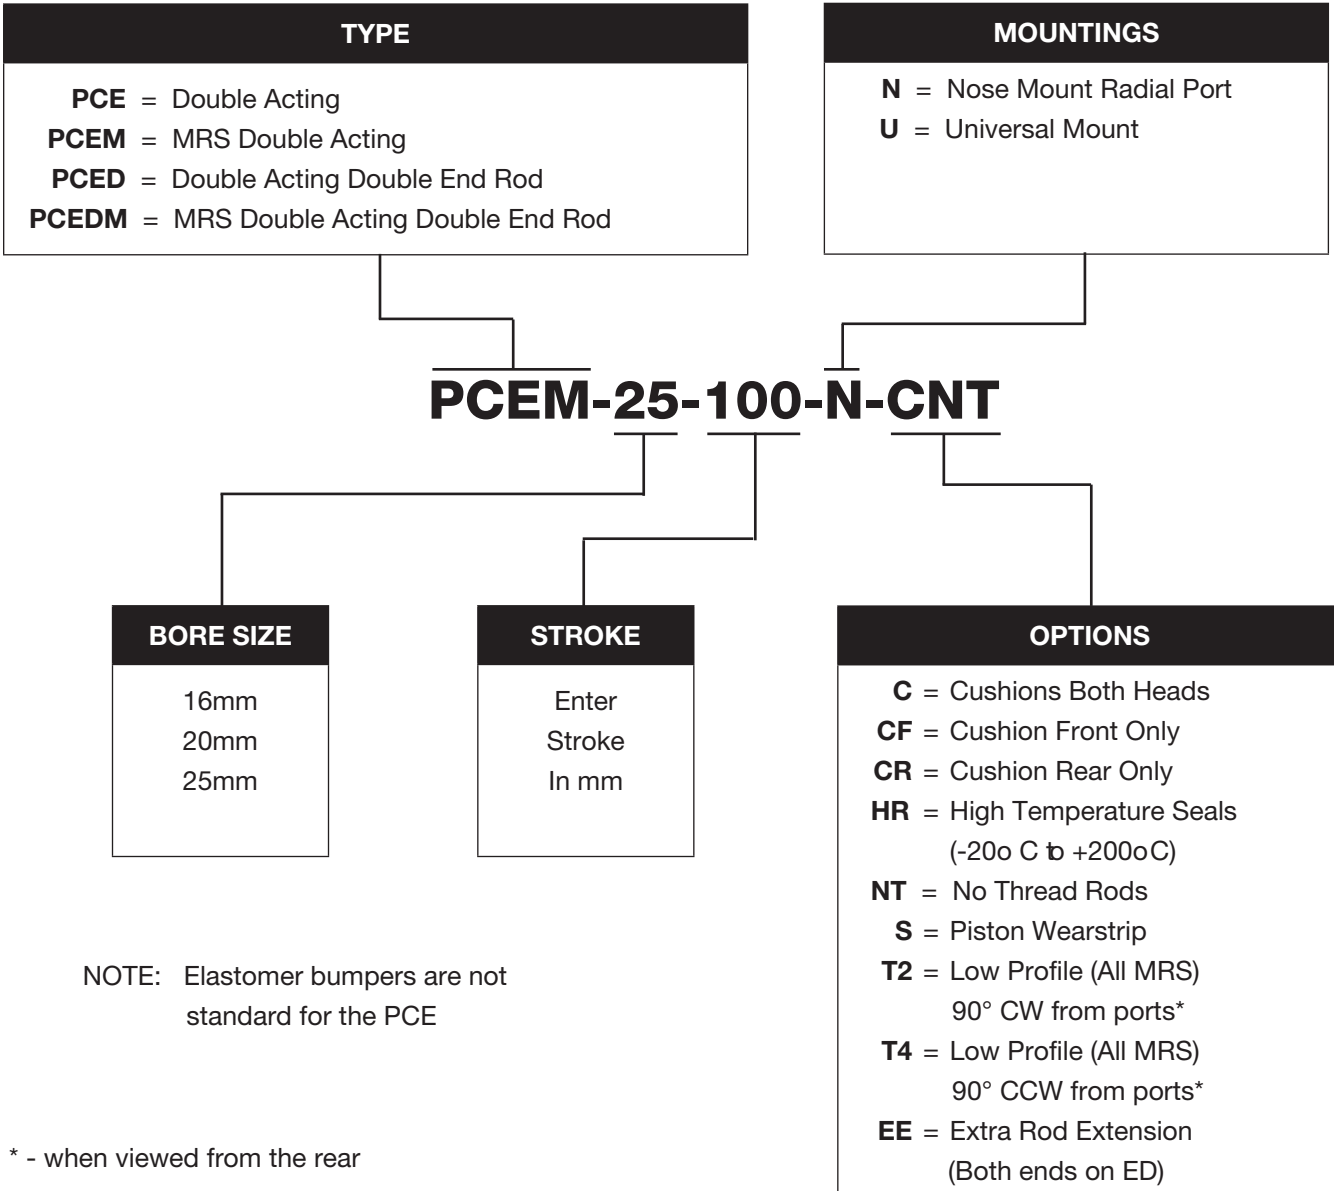 TYPE
PCE = Double Acting
PCEM = MRS Double Acting
PCED = Double Acting Double End Rod
PCEDM = MRS Double Acting Double End Rod
MOUNTINGS
N = Nose Mount Radial Port
U = Universal Mount
PCEM-25-100-N-CNT
BORE SIZE
16mm
20mm
25mm
STROKE
Enter
Stroke
In mm
OPTIONS
C = Cushions Both Heads
CF = Cushion Front Only
CR = Cushion Rear Only
HR = High Temperature Seals
(-20o C to +200oC)
NT = No Thread Rods
S = Piston Wearstrip
T2 = Low Profile (All MRS)
90° CW from ports*
T4 = Low Profile (All MRS)
90° CCW from ports*
EE = Extra Rod Extension
(Both ends on ED)
NOTE: Elastomer bumpers are not
standard for the PCE
* - when viewed from the rear